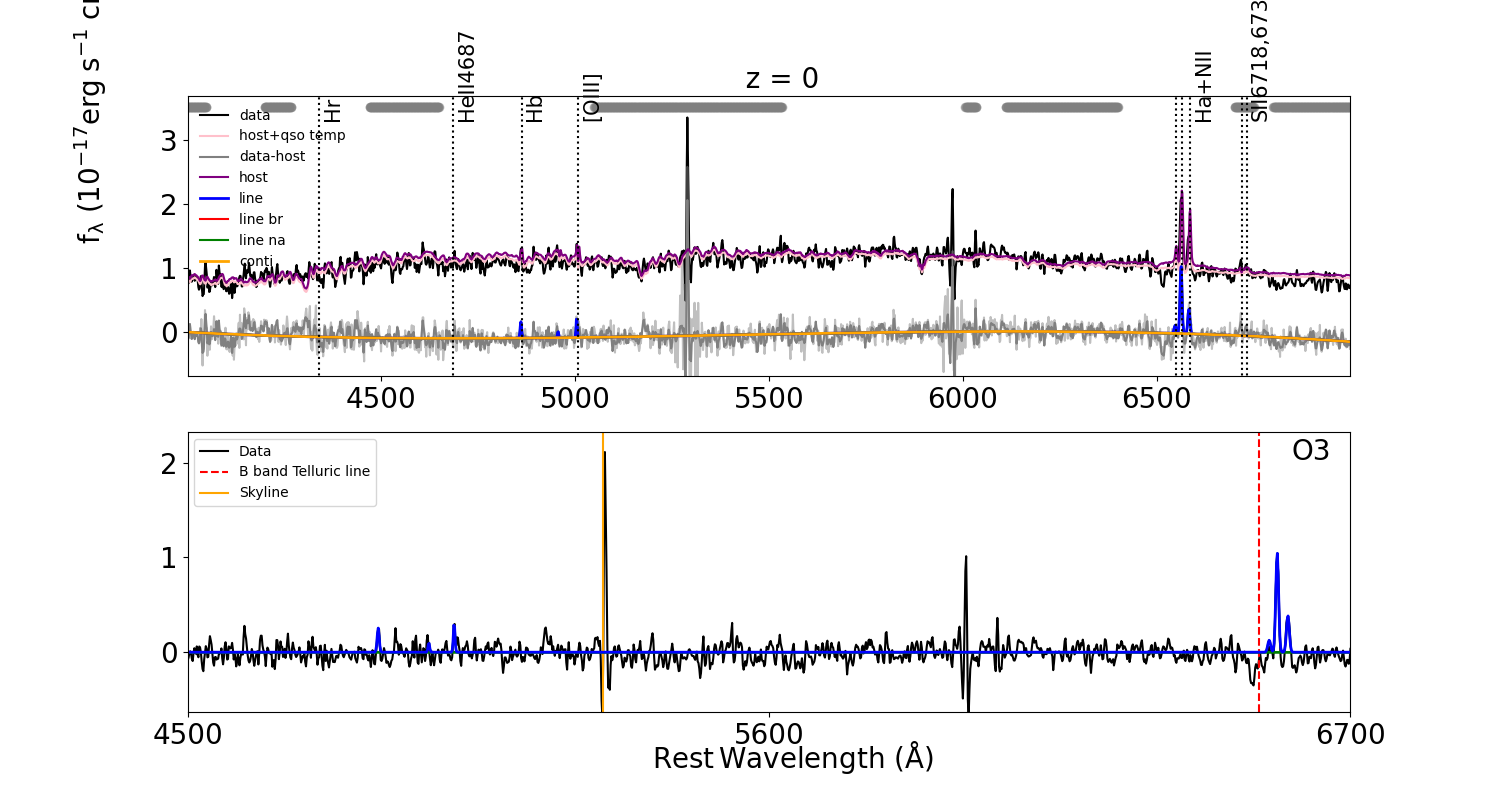 f_λ (10^{−17}erg s^{−1} c
z = 0
Hr
HeII4687
Hb
[OIII]
Ha+NII
SII6718,673
data
host+qso temp
data-host
host
line
line br
line na
conti
3
2
1
0
4500 5000 5500 6000 6500
O3
Data
B band Telluric line
Skyline
2
1
0
4500 5600 6700
Rest Wavelength (Å)